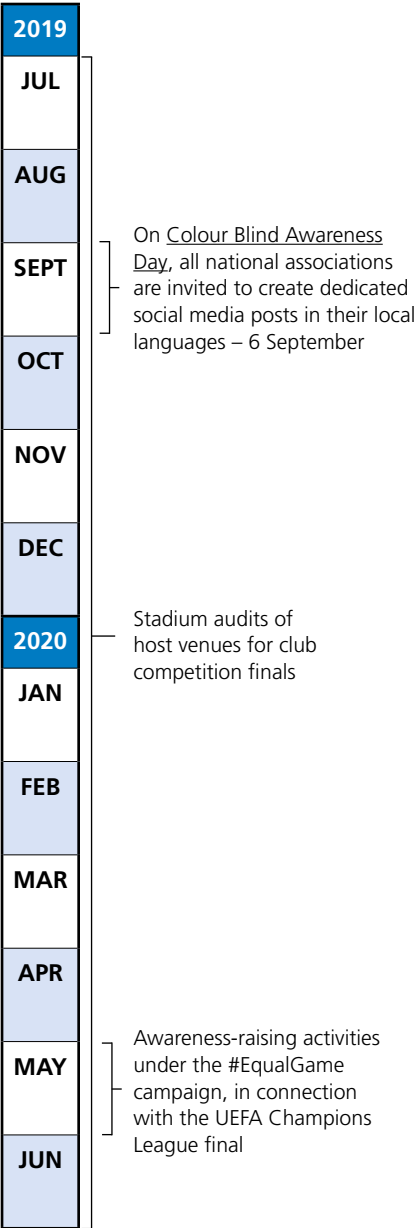 2019
JUL
AUG
SEPT
On Colour Blind Awareness
Day, all national associations
are invited to create dedicated
social media posts in their local
languages – 6 September
OCT
NOV
DEC
2020
Stadium audits of
host venues for club
competition finals
JAN
FEB
MAR
APR
MAY
Awareness-raising activities
under the #EqualGame
campaign, in connection
with the UEFA Champions
League final
JUN